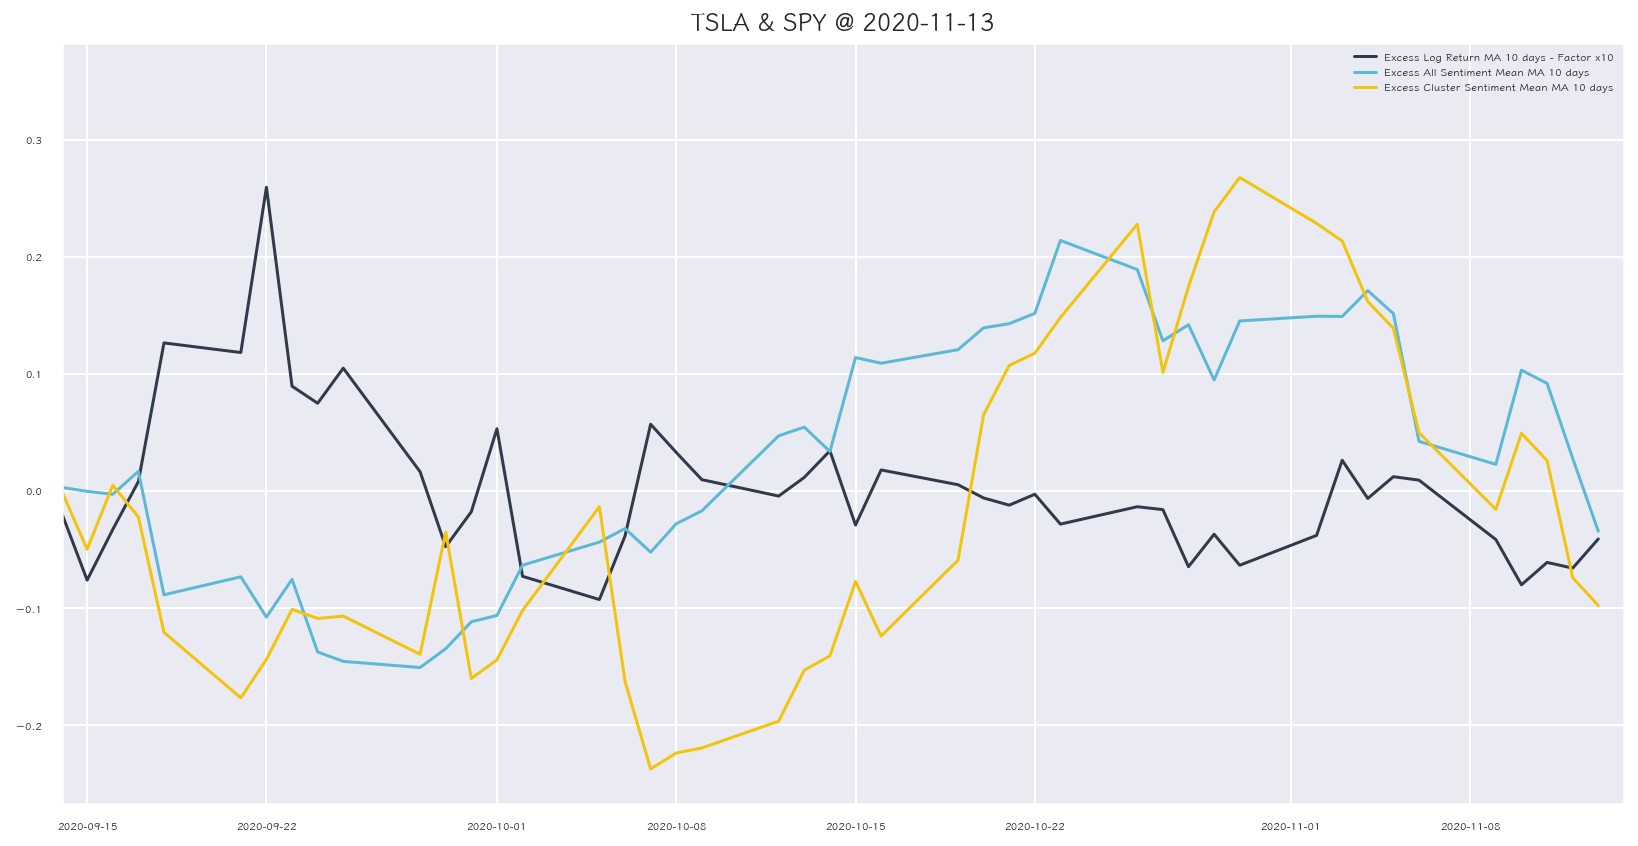 TSLA & SPY @ 2020-11-13
Excess Log Return MA 10 days - Factor x10
Excess All Sentiment Mean MA 10 days
Excess Cluster Sentiment Mean MA 10 days
0.3
0.2
0.1
0.0
−0.1
−0.2
2020-09-15 2020-09-22 2020-10-01 2020-10-08 2020-10-15 2020-10-22 2020-11-01 2020-11-08